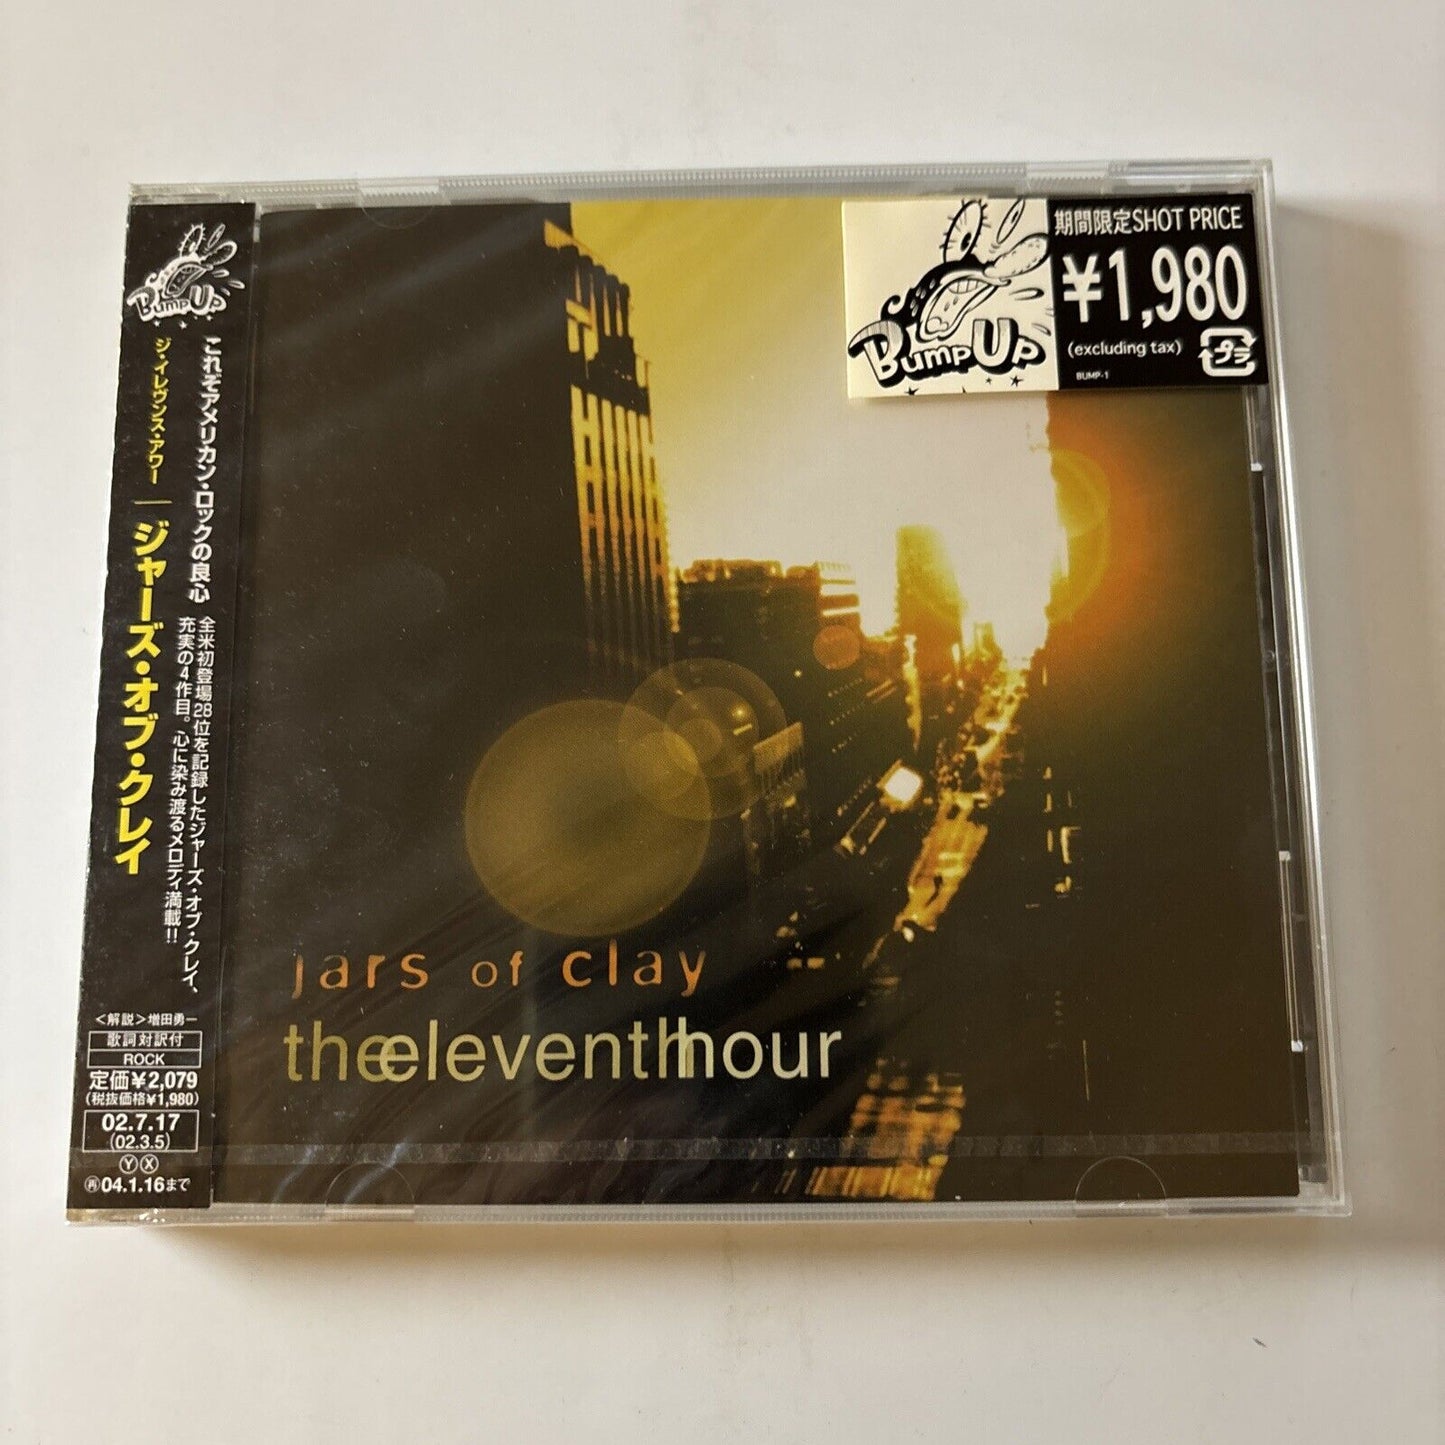 Bump Up
これぞアメリカン・ロックの良心
全米初登場28位を記録したジャーズ・オブ・クレイ、
充実の4作目。心に染み渡るメロディ満載!!
ジ・イレヴンス・アワー
ジャーズ・オブ・クレイ
<解説>増田勇一
歌詞対訳付
ROCK
定価¥2,079
(税抜価格¥1,980)
02.7.17
(02.3.5)
Ⓨ Ⓧ
㊕04.1.16まで
Bump Up
期間限定SHOT PRICE
¥1,980
(excluding tax)
プラ
BUMP-1
jars of clay
theeleventhhour